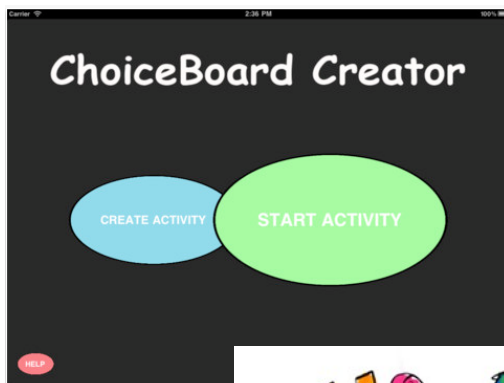 Carrier 2:36 PM 100%
ChoiceBoard Creator
CREATE ACTIVITY START ACTIVITY
HELP